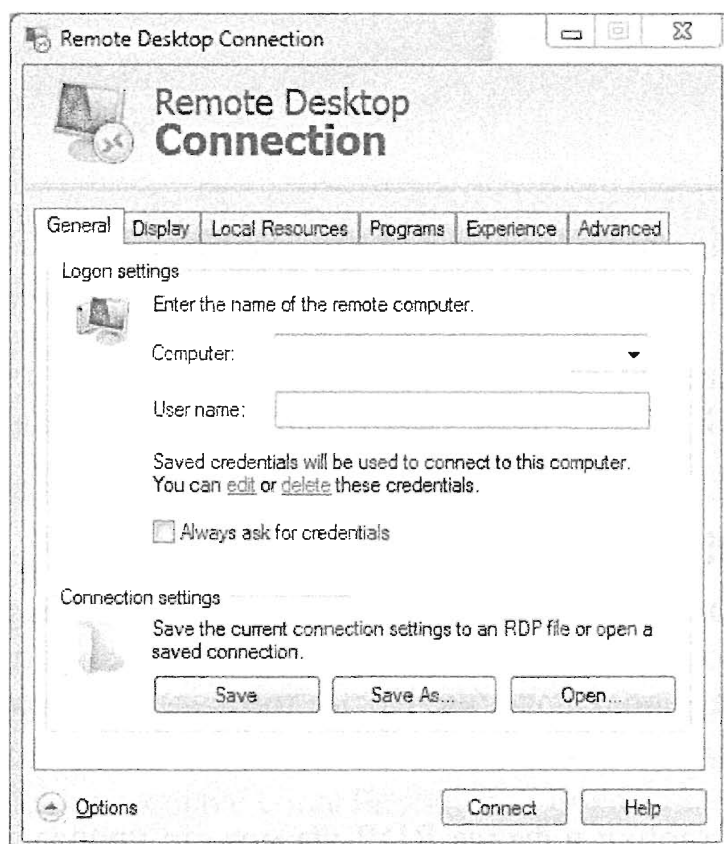 Remote Desktop Connection
Remote Desktop
Connection
General Display Local Resources Programs Experience Advanced
Logon settings
Enter the name of the remote computer.
Computer:
User name:
Saved credentials will be used to connect to this computer.
You can edit or delete these credentials.
Always ask for credentials
Connection settings
Save the current connection settings to an RDP file or open a
saved connection.
Save Save As... Open...
Options Connect Help